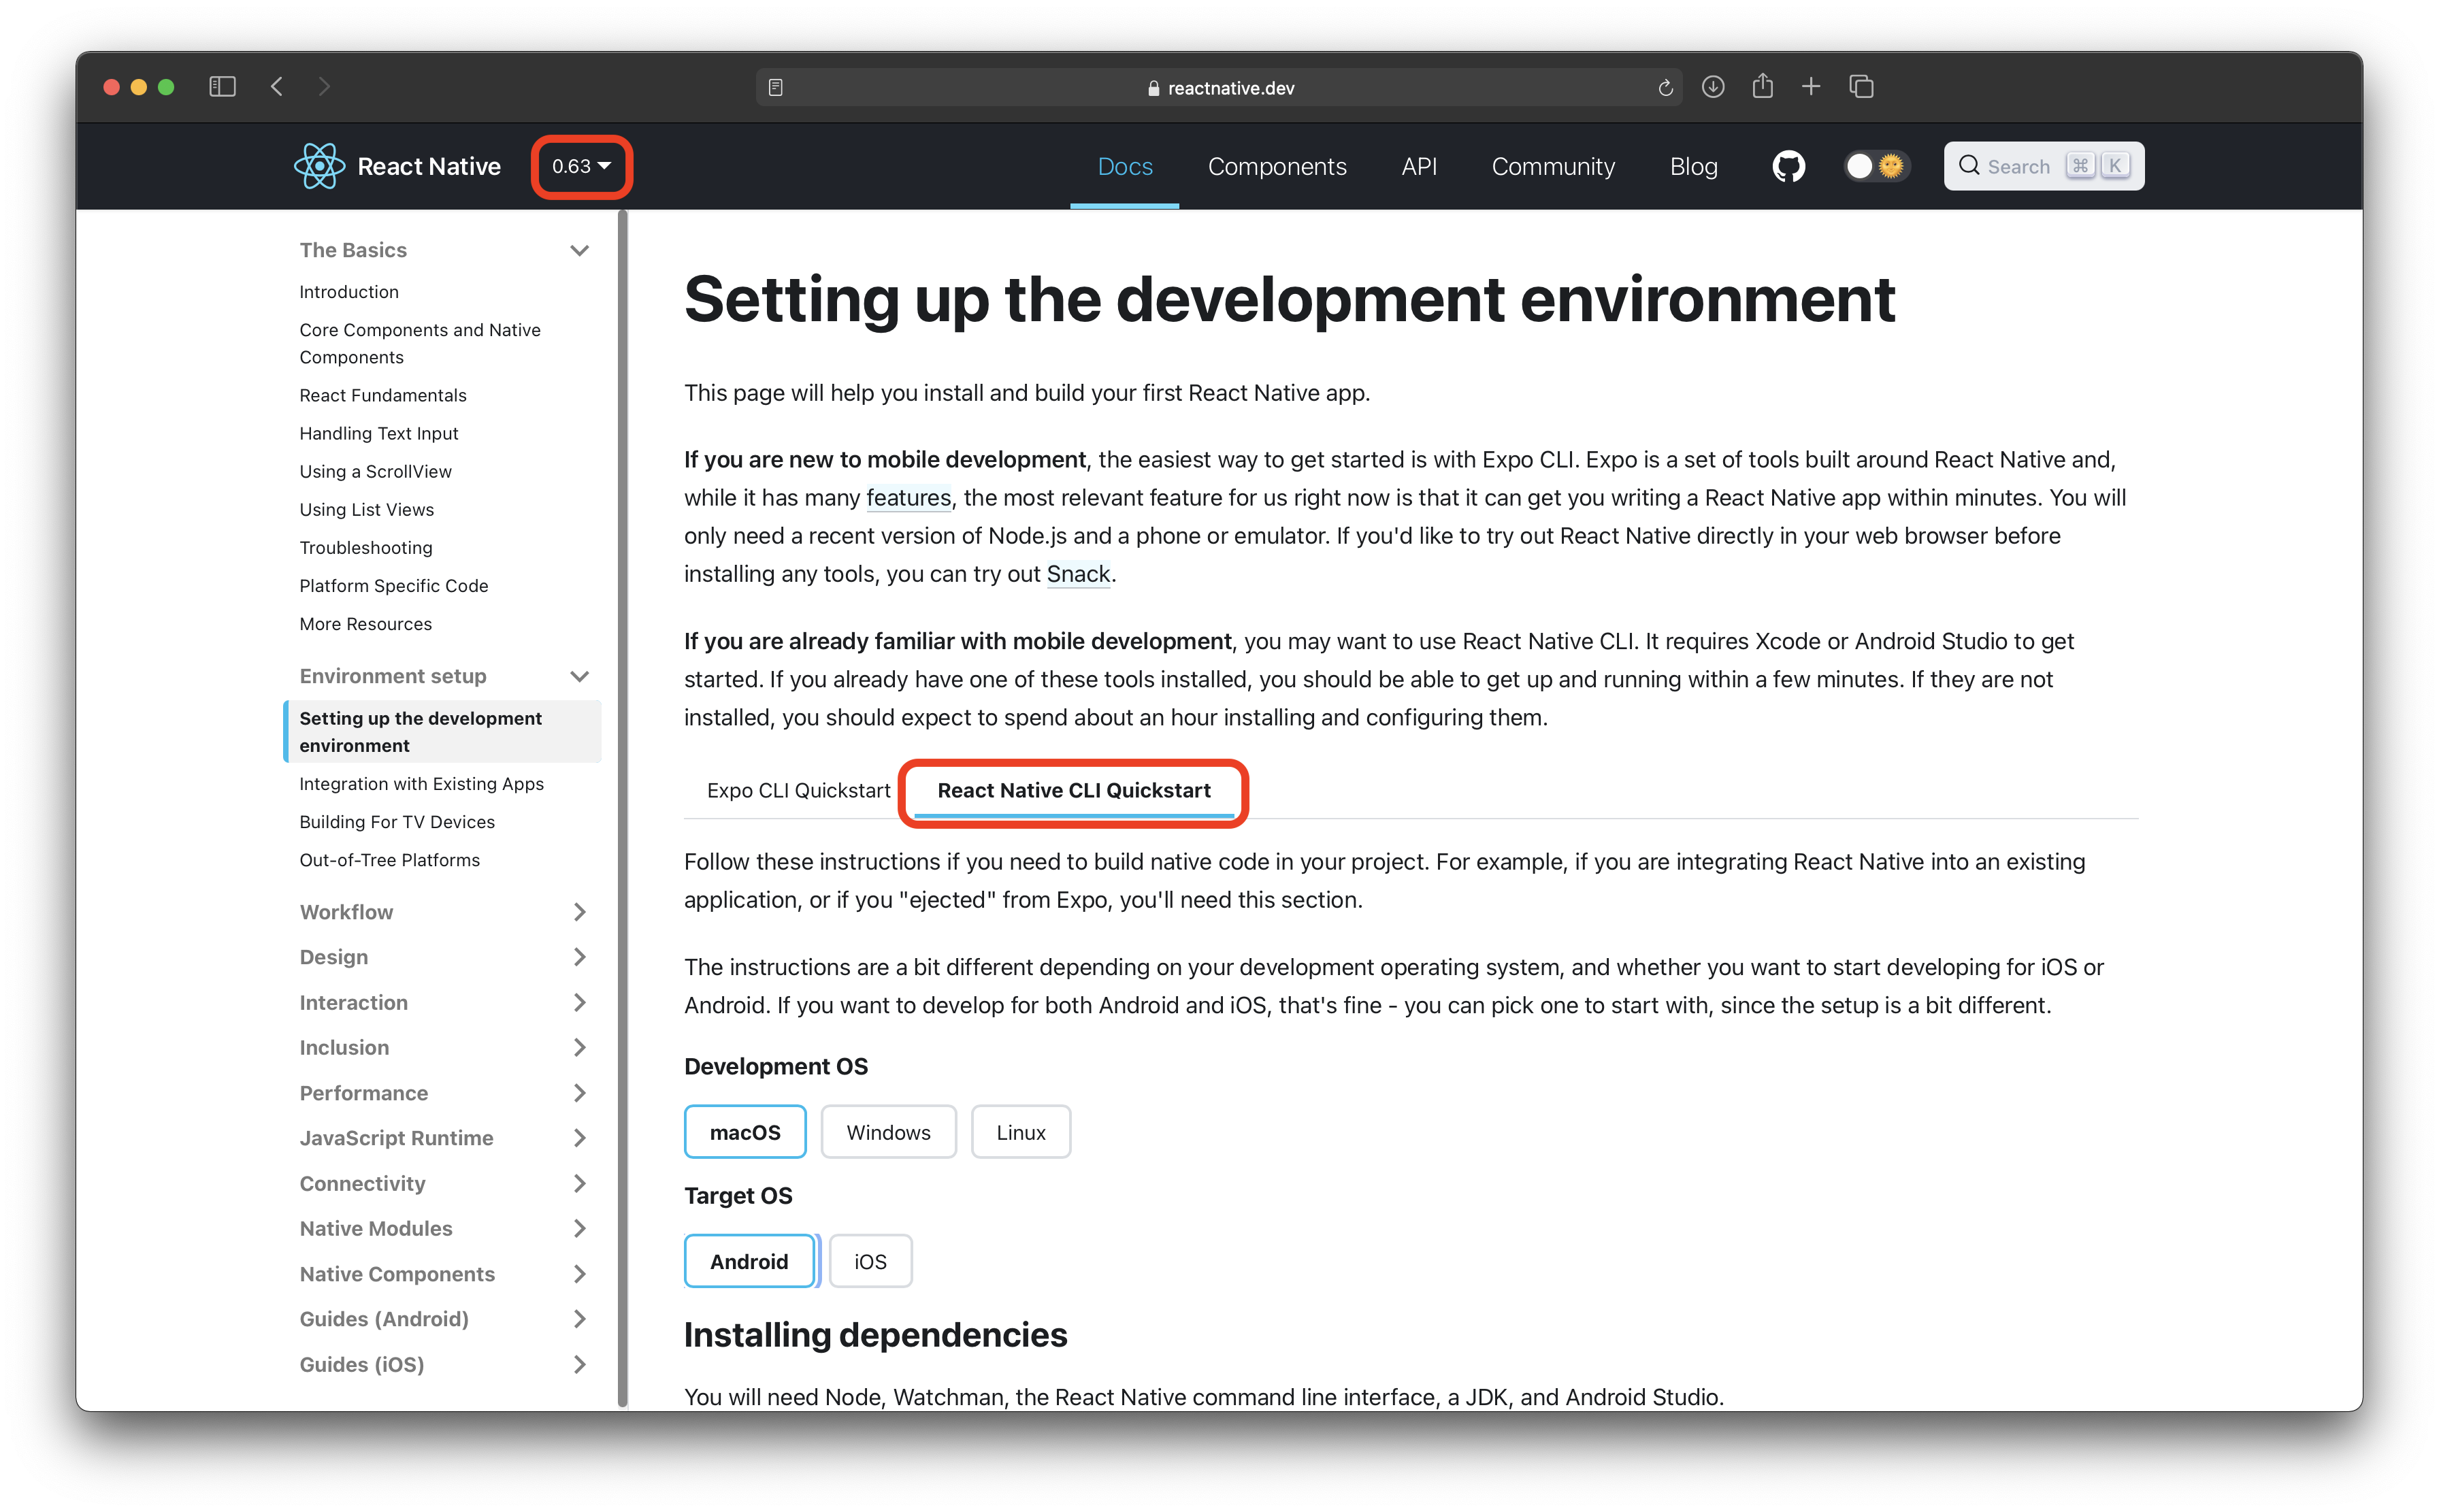 reactnative.dev
React Native
0.63
Docs
Components
API
Community
Blog
Search ⌘ K
The Basics
Introduction
Core Components and Native
Components
React Fundamentals
Handling Text Input
Using a ScrollView
Using List Views
Troubleshooting
Platform Specific Code
More Resources
Environment setup
Setting up the development
environment
Integration with Existing Apps
Building For TV Devices
Out-of-Tree Platforms
Workflow
Design
Interaction
Inclusion
Performance
JavaScript Runtime
Connectivity
Native Modules
Native Components
Guides (Android)
Guides (iOS)
Setting up the development environment
This page will help you install and build your first React Native app.
If you are new to mobile development, the easiest way to get started is with Expo CLI. Expo is a set of tools built around React Native and,
while it has many features, the most relevant feature for us right now is that it can get you writing a React Native app within minutes. You will
only need a recent version of Node.js and a phone or emulator. If you'd like to try out React Native directly in your web browser before
installing any tools, you can try out Snack.
If you are already familiar with mobile development, you may want to use React Native CLI. It requires Xcode or Android Studio to get
started. If you already have one of these tools installed, you should be able to get up and running within a few minutes. If they are not
installed, you should expect to spend about an hour installing and configuring them.
Expo CLI Quickstart
React Native CLI Quickstart
Follow these instructions if you need to build native code in your project. For example, if you are integrating React Native into an existing
application, or if you "ejected" from Expo, you'll need this section.
The instructions are a bit different depending on your development operating system, and whether you want to start developing for iOS or
Android. If you want to develop for both Android and iOS, that's fine - you can pick one to start with, since the setup is a bit different.
Development OS
macOS
Windows
Linux
Target OS
Android
iOS
Installing dependencies
You will need Node, Watchman, the React Native command line interface, a JDK, and Android Studio.